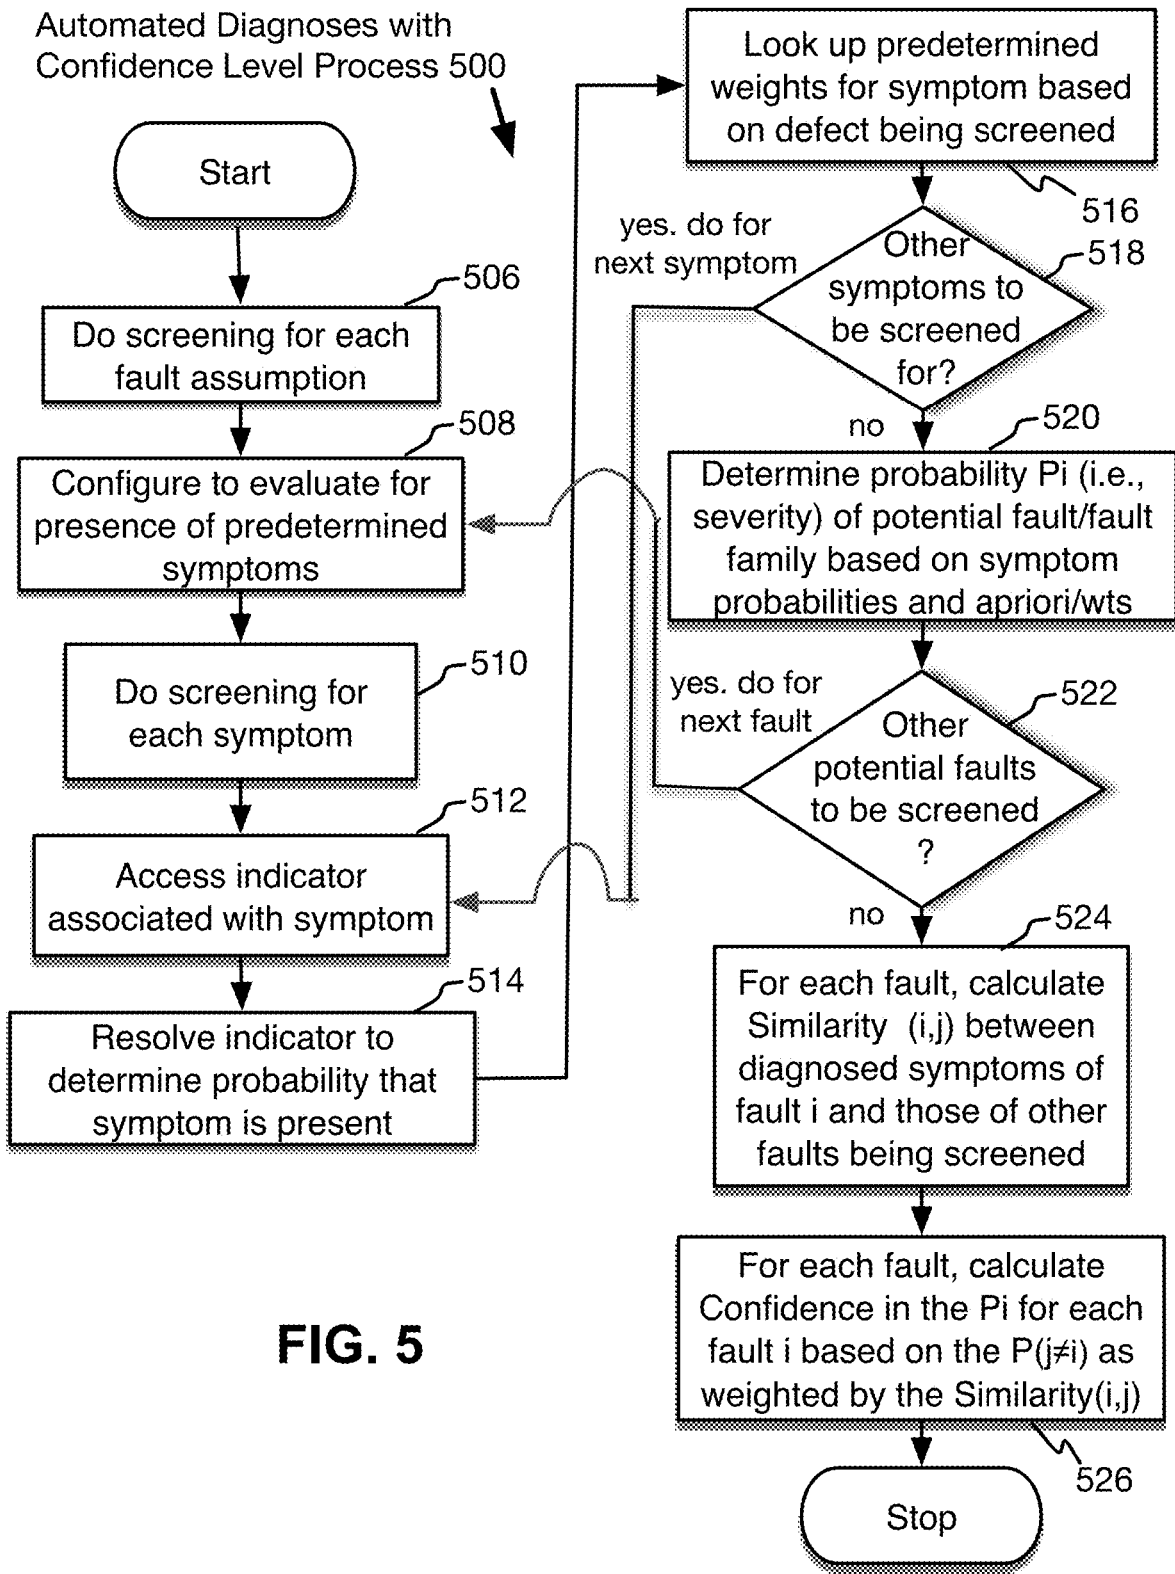 Automated Diagnoses with
Confidence Level Process 500
Start
506
Do screening for each
fault assumption
508
Configure to evaluate for
presence of predetermined
symptoms
510
Do screening for
each symptom
512
Access indicator
associated with symptom
514
Resolve indicator to
determine probability that
symptom is present
Look up predetermined
weights for symptom based
on defect being screened
516
yes. do for
next symptom
Other
symptoms to
be screened
for?
518
no
520
Determine probability Pi (i.e.,
severity) of potential fault/fault
family based on symptom
probabilities and apriori/wts
yes. do for
next fault
522
Other
potential faults
to be screened
?
no
524
For each fault, calculate
Similarity (i,j) between
diagnosed symptoms of
fault i and those of other
faults being screened
For each fault, calculate
Confidence in the Pi for each
fault i based on the P(j≠i) as
weighted by the Similarity(i,j)
526
Stop
FIG. 5